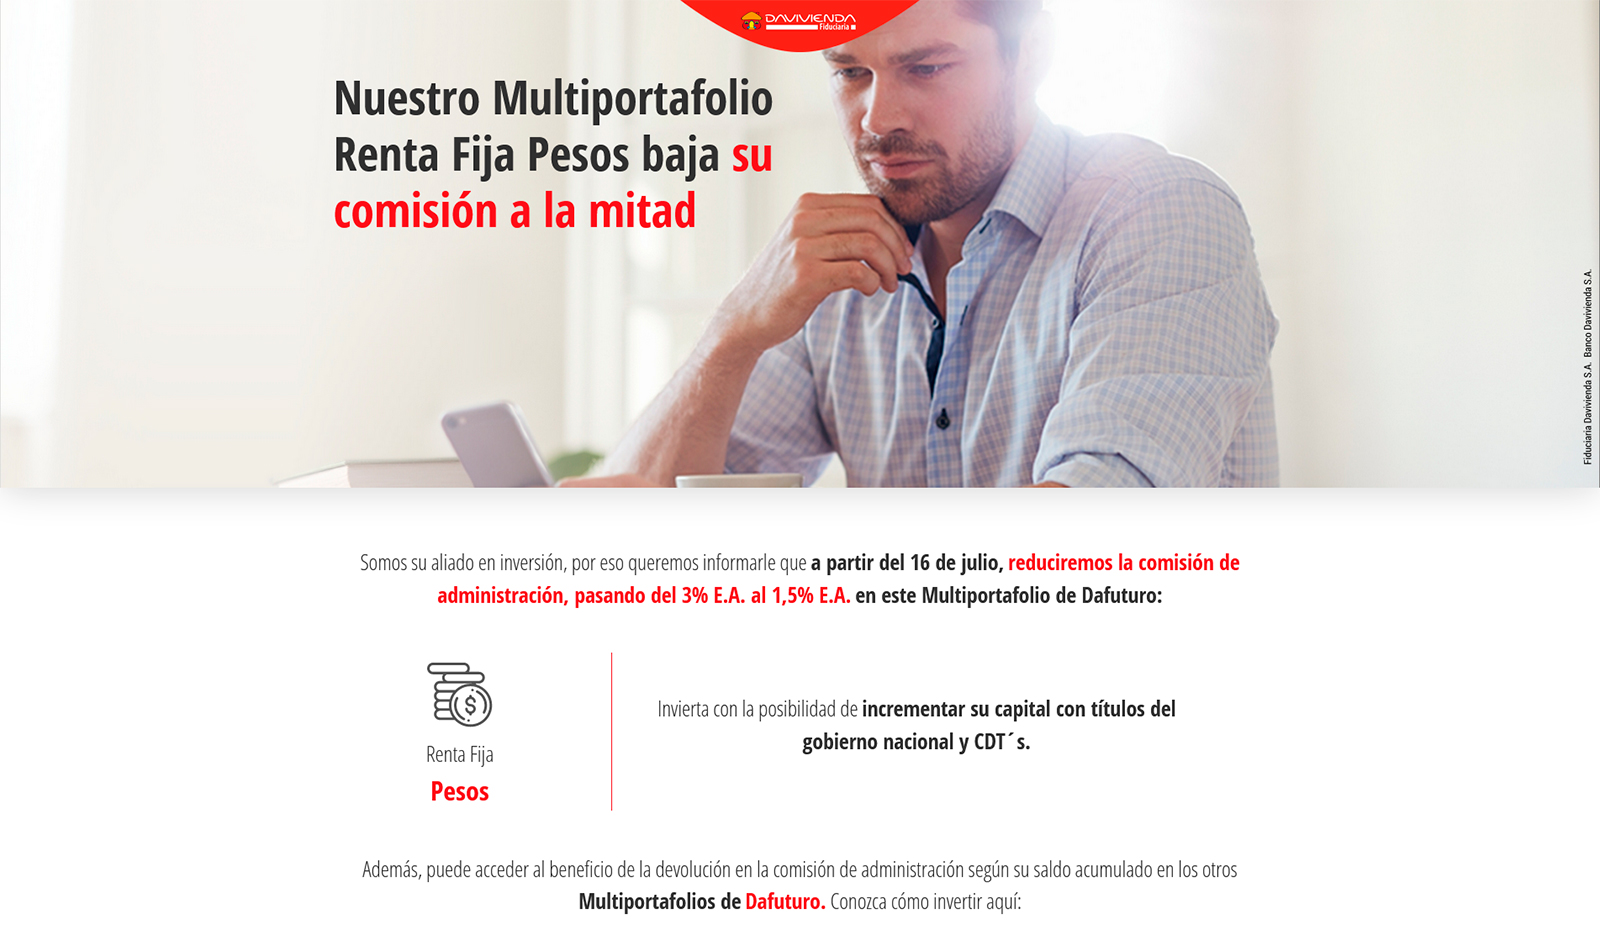 DAVIVIENDA
Fiduciaria
Nuestro Multiportafolio
Renta Fija Pesos baja su
comisión a la mitad
Fiduciaria Davivienda S.A. Banco Davivienda S.A.
Somos su aliado en inversión, por eso queremos informarle que a partir del 16 de julio, reduciremos la comisión de
administración, pasando del 3% E.A. al 1,5% E.A. en este Multiportafolio de Dafuturo:
Renta Fija
Pesos
Invierta con la posibilidad de incrementar su capital con títulos del
gobierno nacional y CDT´s.
Además, puede acceder al beneficio de la devolución en la comisión de administración según su saldo acumulado en los otros
Multiportafolios de Dafuturo. Conozca cómo invertir aquí: